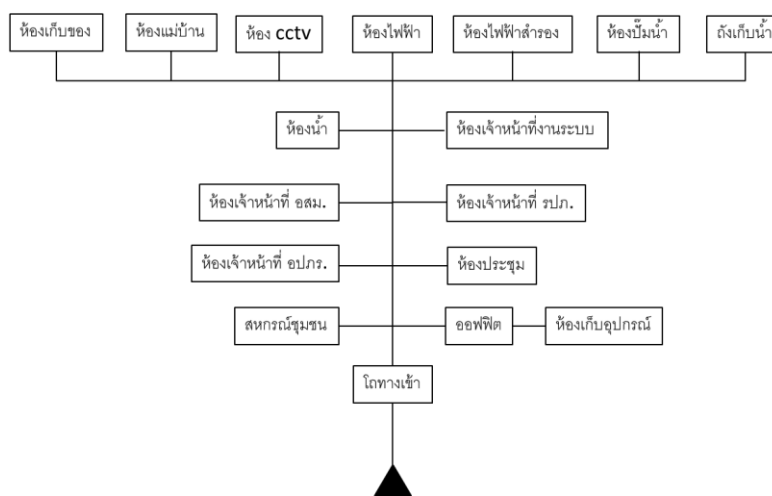 ห้องเก็บของ ห้องแม่บ้าน ห้อง cctv ห้องไฟฟ้า ห้องไฟฟ้าสำรอง ห้องปั๊มน้ำ ถังเก็บน้ำ
ห้องน้ำ ห้องเจ้าหน้าที่งานระบบ
ห้องเจ้าหน้าที่ อสม. ห้องเจ้าหน้าที่ รปภ.
ห้องเจ้าหน้าที่ อปภร. ห้องประชุม
สหกรณ์ชุมชน ออฟฟิต ห้องเก็บอุปกรณ์
โถทางเข้า